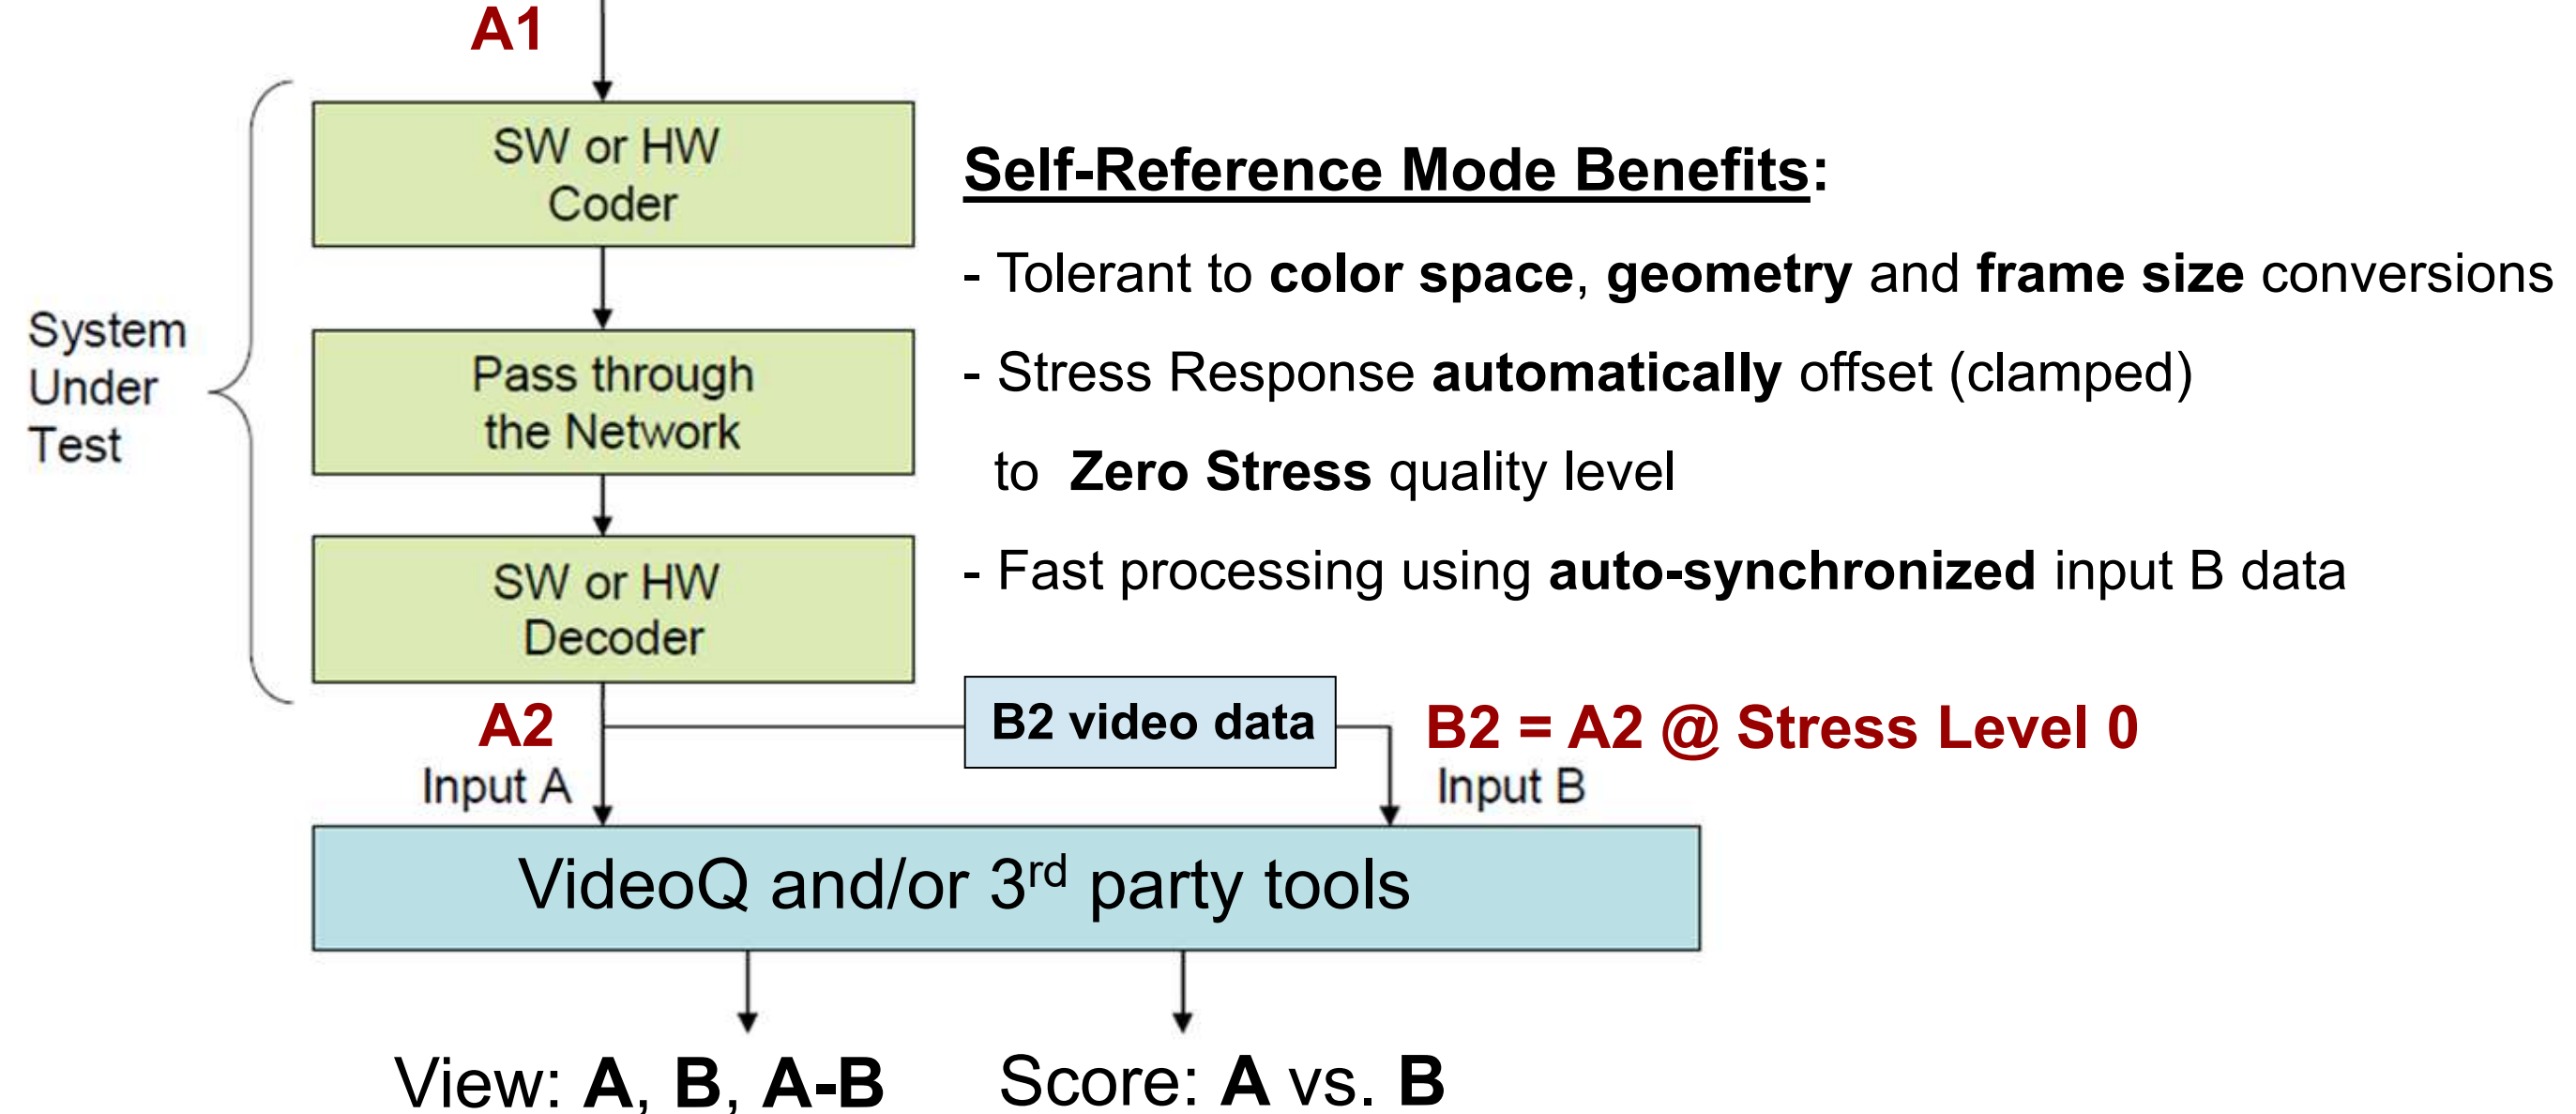 A1
SW or HW
Coder
System
Under
Test
Pass through
the Network
SW or HW
Decoder
Self-Reference Mode Benefits:
- Tolerant to color space, geometry and frame size conversions
- Stress Response automatically offset (clamped)
to Zero Stress quality level
- Fast processing using auto-synchronized input B data
A2
Input A
B2 video data
B2 = A2 @ Stress Level 0
Input B
VideoQ and/or 3rd party tools
View: A, B, A-B
Score: A vs. B